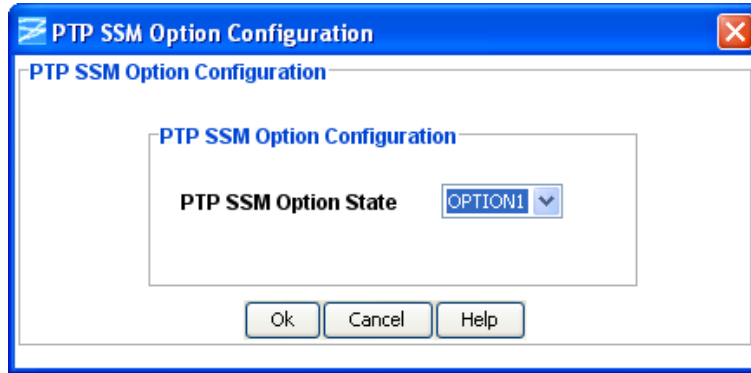 PTP SSM Option Configuration
PTP SSM Option Configuration
PTP SSM Option Configuration
PTP SSM Option State OPTION1
Ok Cancel Help